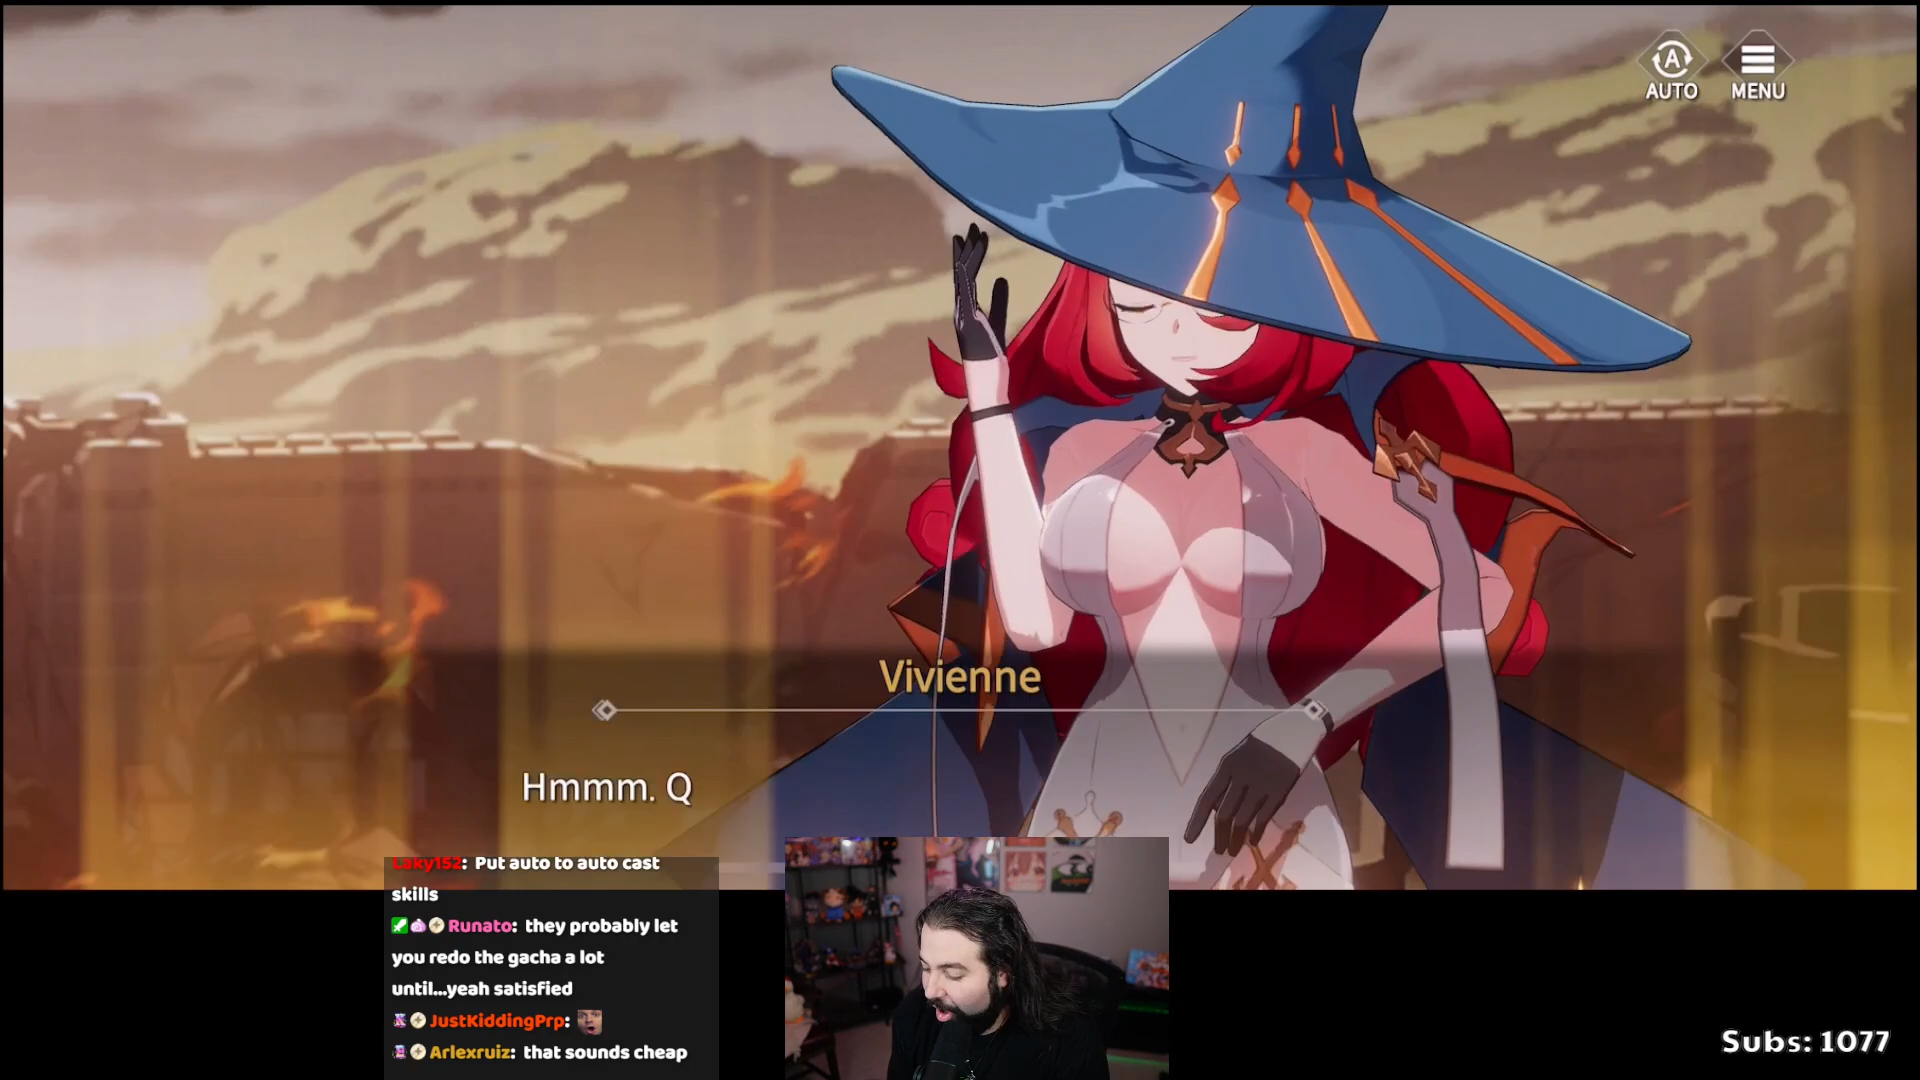 AUTO
MENU
Vivienne
Hmmm. Q
Laky152: Put auto to auto cast
skills
Runato: they probably let
you redo the gacha a lot
until...yeah satisfied
JustKiddingPrp:
Arlexruiz: that sounds cheap
Subs: 1077